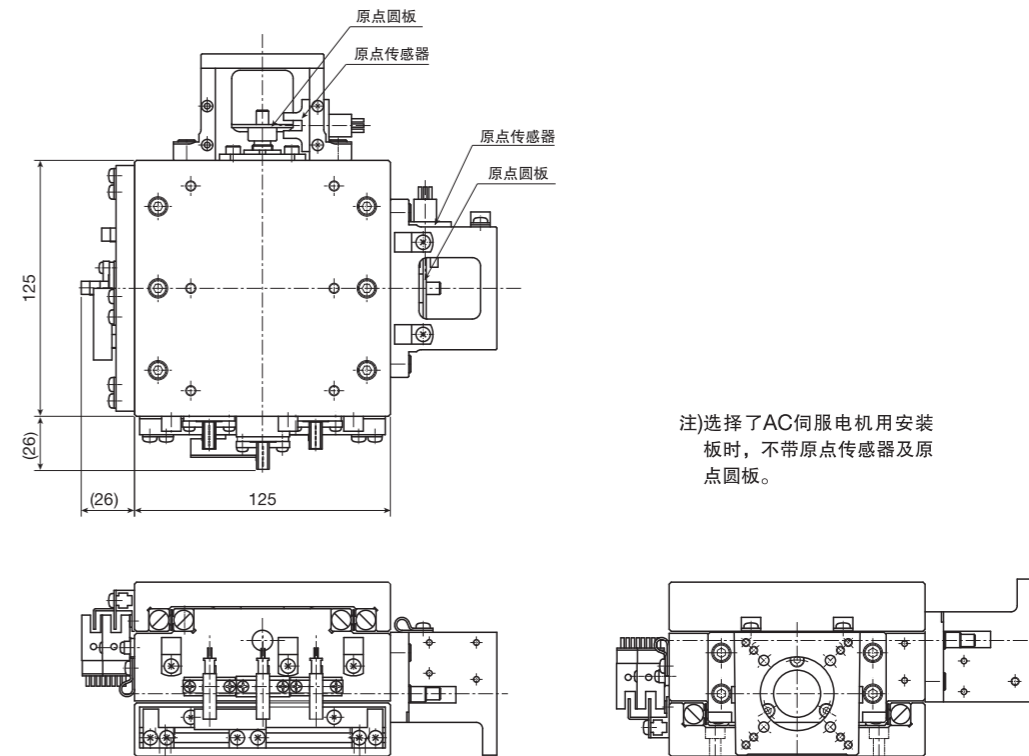 原点圆板
原点传感器
原点传感器
原点圆板
125
(26)
(26)
125
注)选择了AC伺服电机用安装
板时，不带原点传感器及原
点圆板。